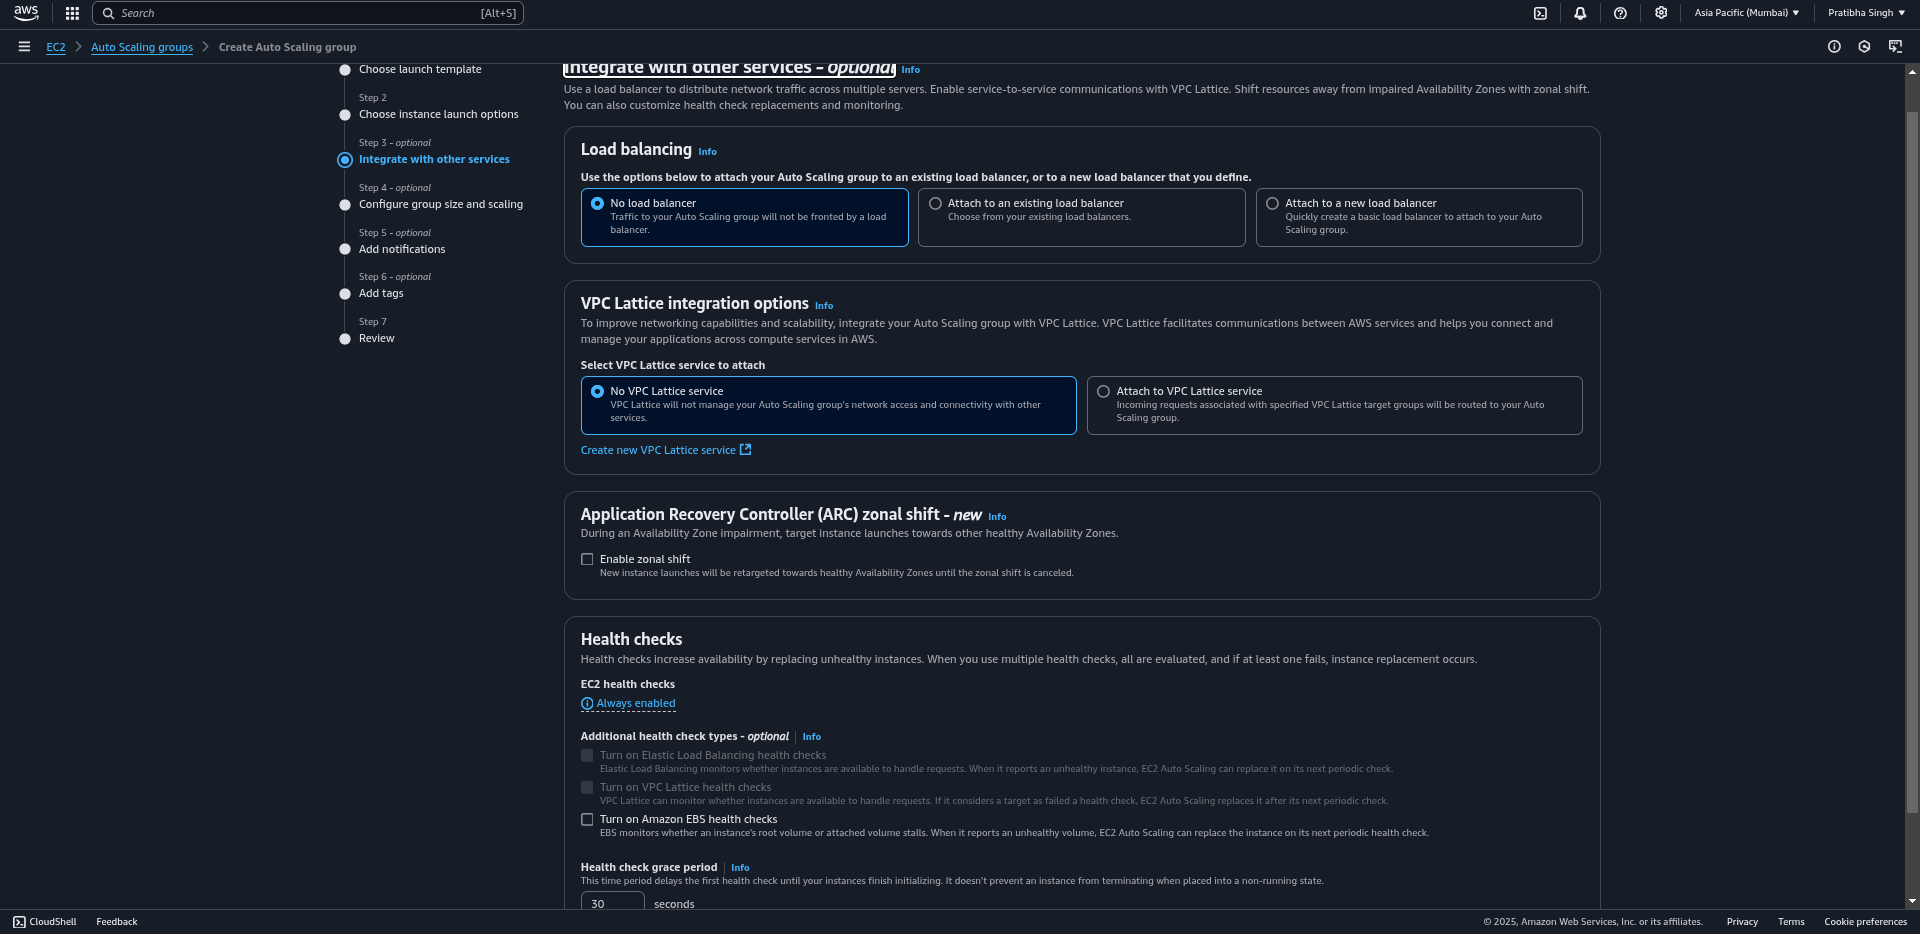 aws
Search [Alt+S]
Asia Pacific (Mumbai)
Pratibha Singh
EC2
Auto Scaling groups
Create Auto Scaling group
Choose launch template
Step 2
Choose instance launch options
Step 3 - optional
Integrate with other services
Step 4 - optional
Configure group size and scaling
Step 5 - optional
Add notifications
Step 6 - optional
Add tags
Step 7
Review
Integrate with other services - optional Info
Use a load balancer to distribute network traffic across multiple servers. Enable service-to-service communications with VPC Lattice. Shift resources away from impaired Availability Zones with zonal shift.
You can also customize health check replacements and monitoring.
Load balancing Info
Use the options below to attach your Auto Scaling group to an existing load balancer, or to a new load balancer that you define.
No load balancer
Traffic to your Auto Scaling group will not be fronted by a load
balancer.
Attach to an existing load balancer
Choose from your existing load balancers.
Attach to a new load balancer
Quickly create a basic load balancer to attach to your Auto
Scaling group.
VPC Lattice integration options Info
To improve networking capabilities and scalability, integrate your Auto Scaling group with VPC Lattice. VPC Lattice facilitates communications between AWS services and helps you connect and
manage your applications across compute services in AWS.
Select VPC Lattice service to attach
No VPC Lattice service
VPC Lattice will not manage your Auto Scaling group's network access and connectivity with other
services.
Attach to VPC Lattice service
Incoming requests associated with specified VPC Lattice target groups will be routed to your Auto
Scaling group.
Create new VPC Lattice service
Application Recovery Controller (ARC) zonal shift - new Info
During an Availability Zone impairment, target instance launches towards other healthy Availability Zones.
Enable zonal shift
New instance launches will be retargeted towards healthy Availability Zones until the zonal shift is canceled.
Health checks
Health checks increase availability by replacing unhealthy instances. When you use multiple health checks, all are evaluated, and if at least one fails, instance replacement occurs.
EC2 health checks
Always enabled
Additional health check types - optional Info
Turn on Elastic Load Balancing health checks
Elastic Load Balancing monitors whether instances are available to handle requests. When it reports an unhealthy instance, EC2 Auto Scaling can replace it on its next periodic check.
Turn on VPC Lattice health checks
VPC Lattice can monitor whether instances are available to handle requests. If it considers a target as failed a health check, EC2 Auto Scaling replaces it after its next periodic check.
Turn on Amazon EBS health checks
EBS monitors whether an instance's root volume or attached volume stalls. When it reports an unhealthy volume, EC2 Auto Scaling can replace the instance on its next periodic health check.
Health check grace period Info
This time period delays the first health check until your instances finish initializing. It doesn't prevent an instance from terminating when placed into a non-running state.
30 seconds
CloudShell
Feedback
© 2025, Amazon Web Services, Inc. or its affiliates.
Privacy
Terms
Cookie preferences